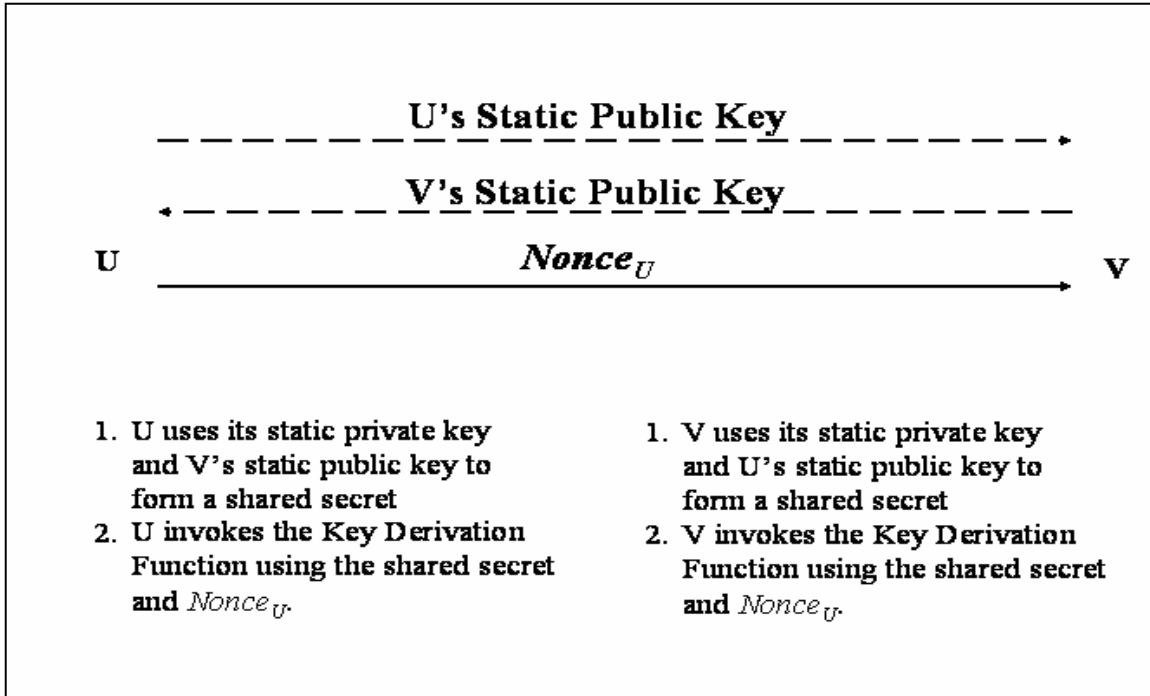 U's Static Public Key
V's Static Public Key
U
Nonce_U
V
1. U uses its static private key
and V's static public key to
form a shared secret
2. U invokes the Key Derivation
Function using the shared secret
and Nonce_U.
1. V uses its static private key
and U's static public key to
form a shared secret
2. V invokes the Key Derivation
Function using the shared secret
and Nonce_U.